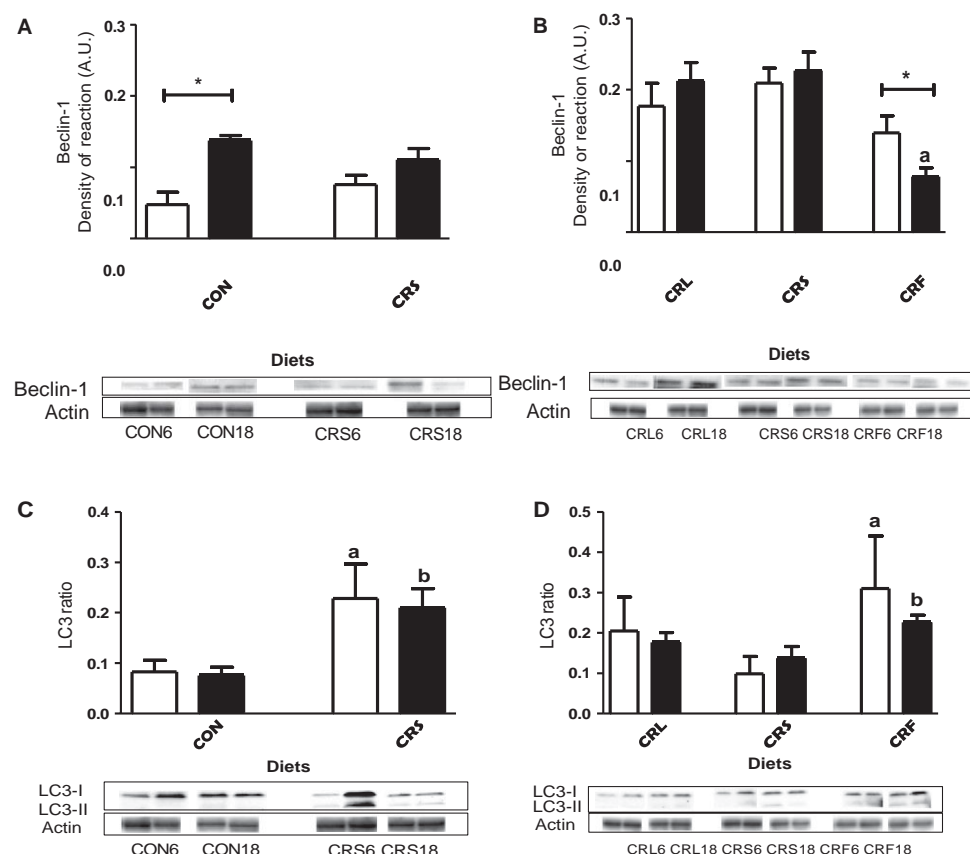 A
Beclin-1
Density of reaction (A.U.)
0.3
0.2
0.1
0.0
*
CON
CRS
Diets
Beclin-1
Actin
CON6 CON18 CRS6 CRS18
B
Beclin-1
Density or reaction (A.U.)
0.3
0.2
0.1
0.0
*
a
CRL
CRS
CRF
Diets
Beclin-1
Actin
CRL6 CRL18 CRS6 CRS18 CRF6 CRF18
C
LC3 ratio
0.4
0.3
0.2
0.1
0.0
a
b
CON
CRS
Diets
LC3-I
LC3-II
Actin
CON6 CON18 CRS6 CRS18
D
LC3 ratio
0.5
0.4
0.3
0.2
0.1
0.0
a
b
CRL
CRS
CRF
Diets
LC3-I
LC3-II
Actin
CRL6 CRL18 CRS6 CRS18 CRF6 CRF18